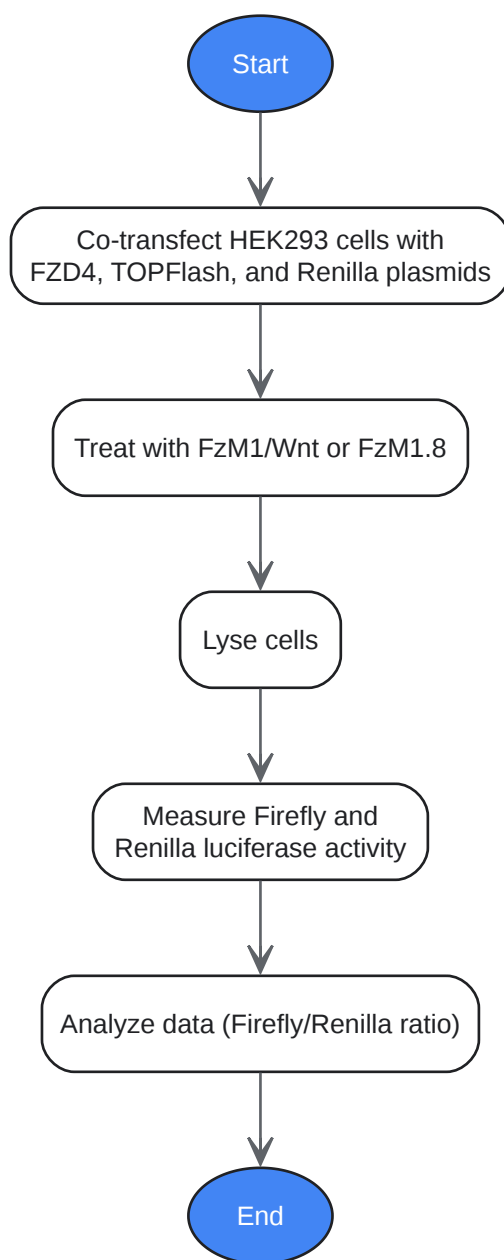 Start
Co-transfect HEK293 cells with
FZD4, TOPFlash, and Renilla plasmids
Treat with FzM1/Wnt or FzM1.8
Lyse cells
Measure Firefly and
Renilla luciferase activity
Analyze data (Firefly/Renilla ratio)
End